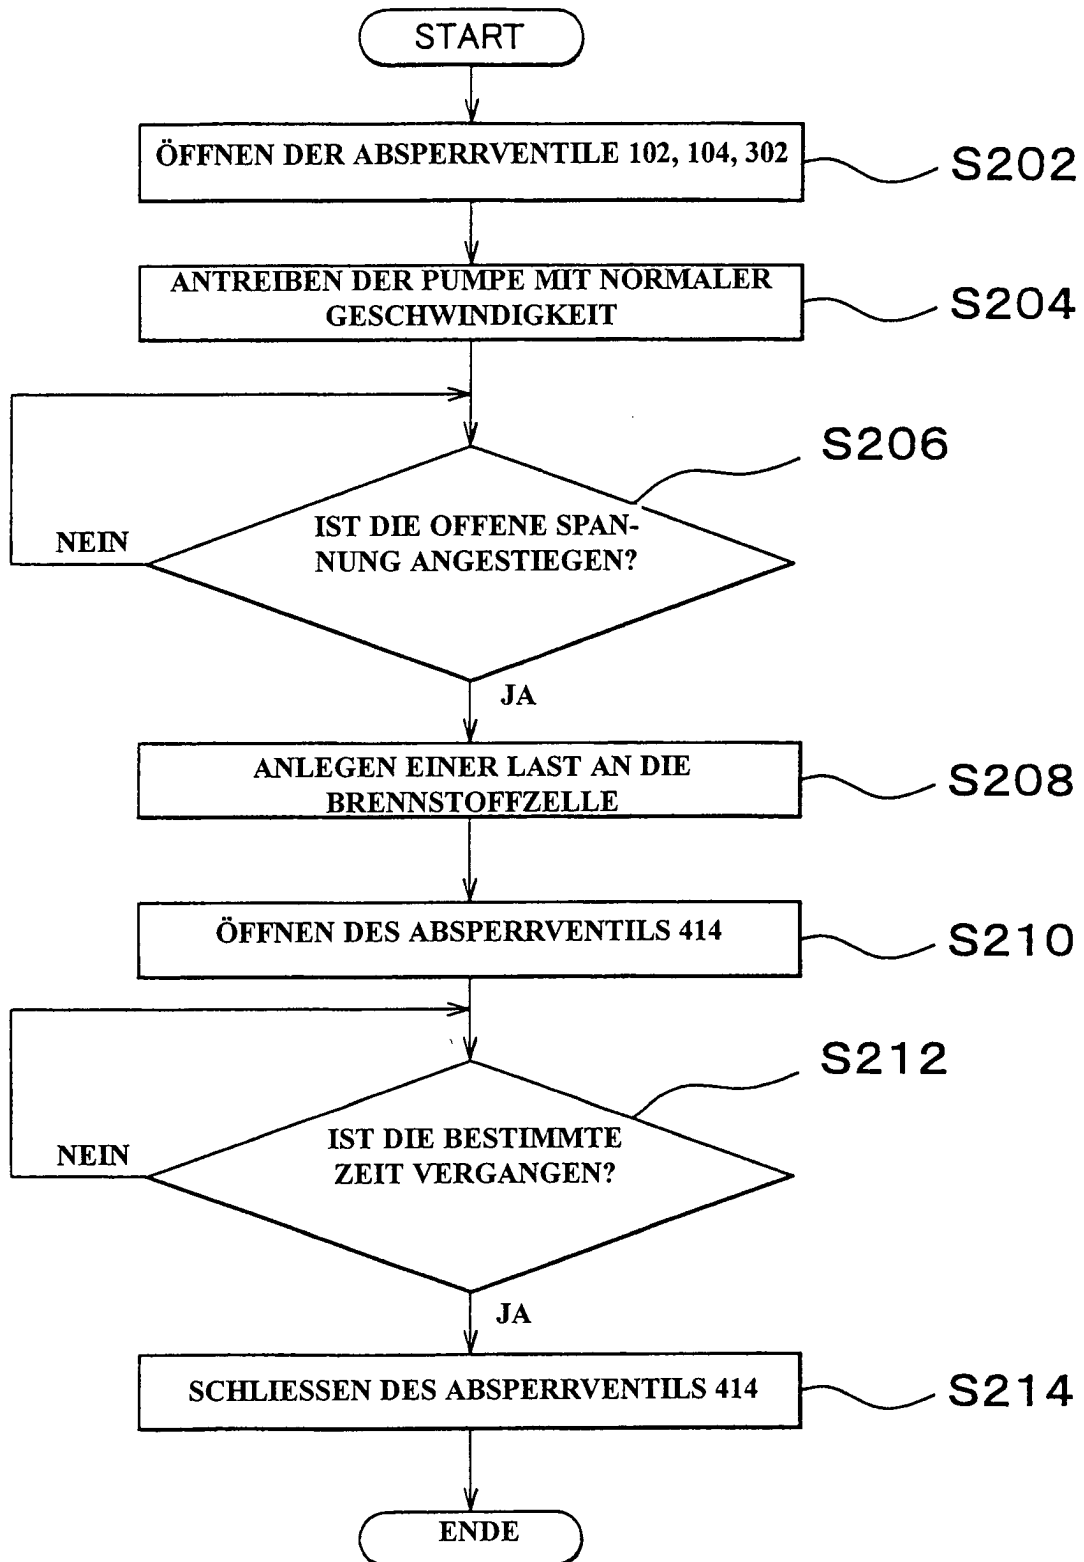 START
ÖFFNEN DER ABSPERRVENTILE 102, 104, 302
S202
ANTREIBEN DER PUMPE MIT NORMALER
GESCHWINDIGKEIT
S204
S206
IST DIE OFFENE SPAN-
NUNG ANGESTIEGEN?
NEIN
JA
ANLEGEN EINER LAST AN DIE
BRENNSTOFFZELLE
S208
ÖFFNEN DES ABSPERRVENTILS 414
S210
S212
IST DIE BESTIMMTE
ZEIT VERGANGEN?
NEIN
JA
SCHLIESSEN DES ABSPERRVENTILS 414
S214
ENDE